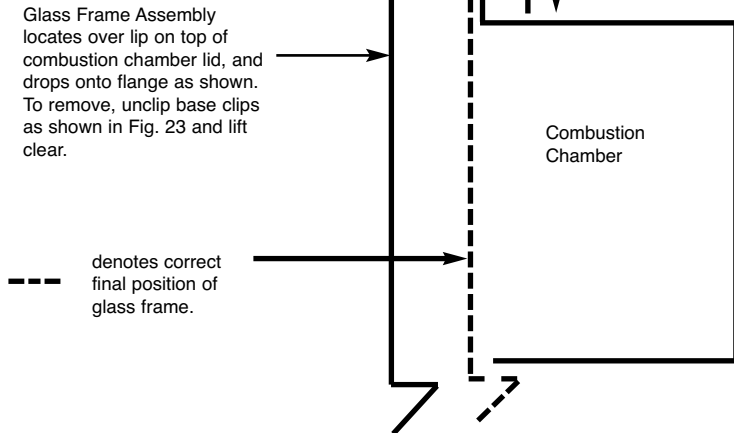 Glass Frame Assembly
locates over lip on top of
combustion chamber lid, and
drops onto flange as shown.
To remove, unclip base clips
as shown in Fig. 23 and lift
clear.
Combustion
Chamber
denotes correct
final position of
glass frame.